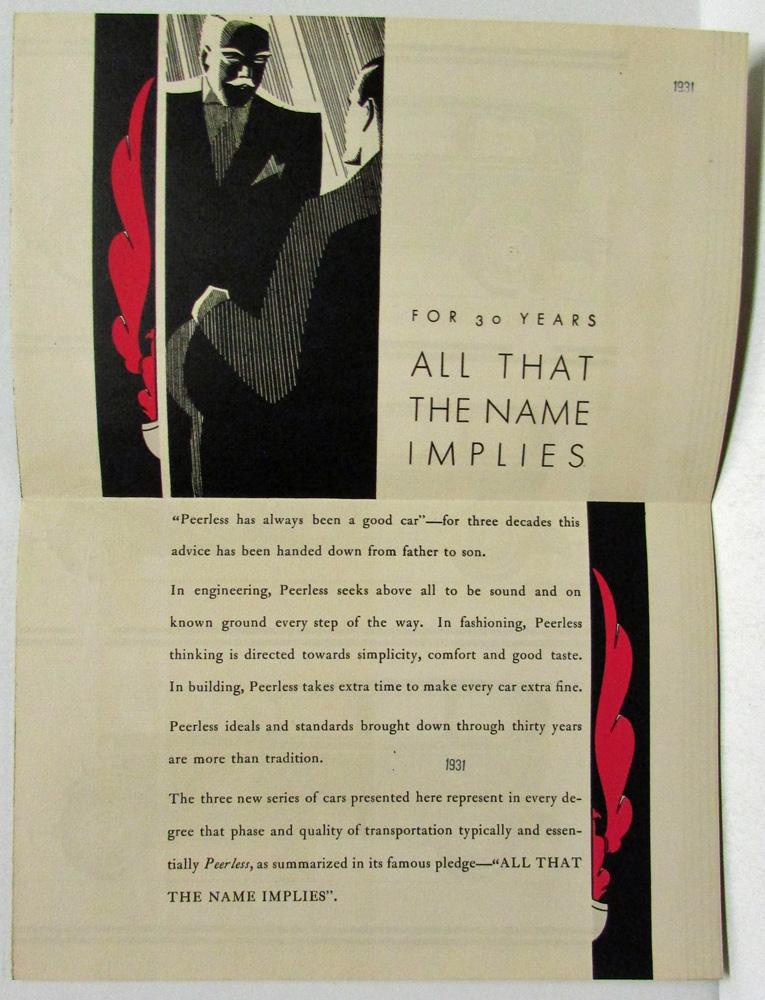 1931
FOR 30 YEARS
ALL THAT
THE NAME
IMPLIES
“Peerless has always been a good car”—for three decades this
advice has been handed down from father to son.
In engineering, Peerless seeks above all to be sound and on
known ground every step of the way. In fashioning, Peerless
thinking is directed towards simplicity, comfort and good taste.
In building, Peerless takes extra time to make every car extra fine.
Peerless ideals and standards brought down through thirty years
are more than tradition.
1931
The three new series of cars presented here represent in every de-
gree that phase and quality of transportation typically and essen-
tially Peerless, as summarized in its famous pledge—“ALL THAT
THE NAME IMPLIES”.